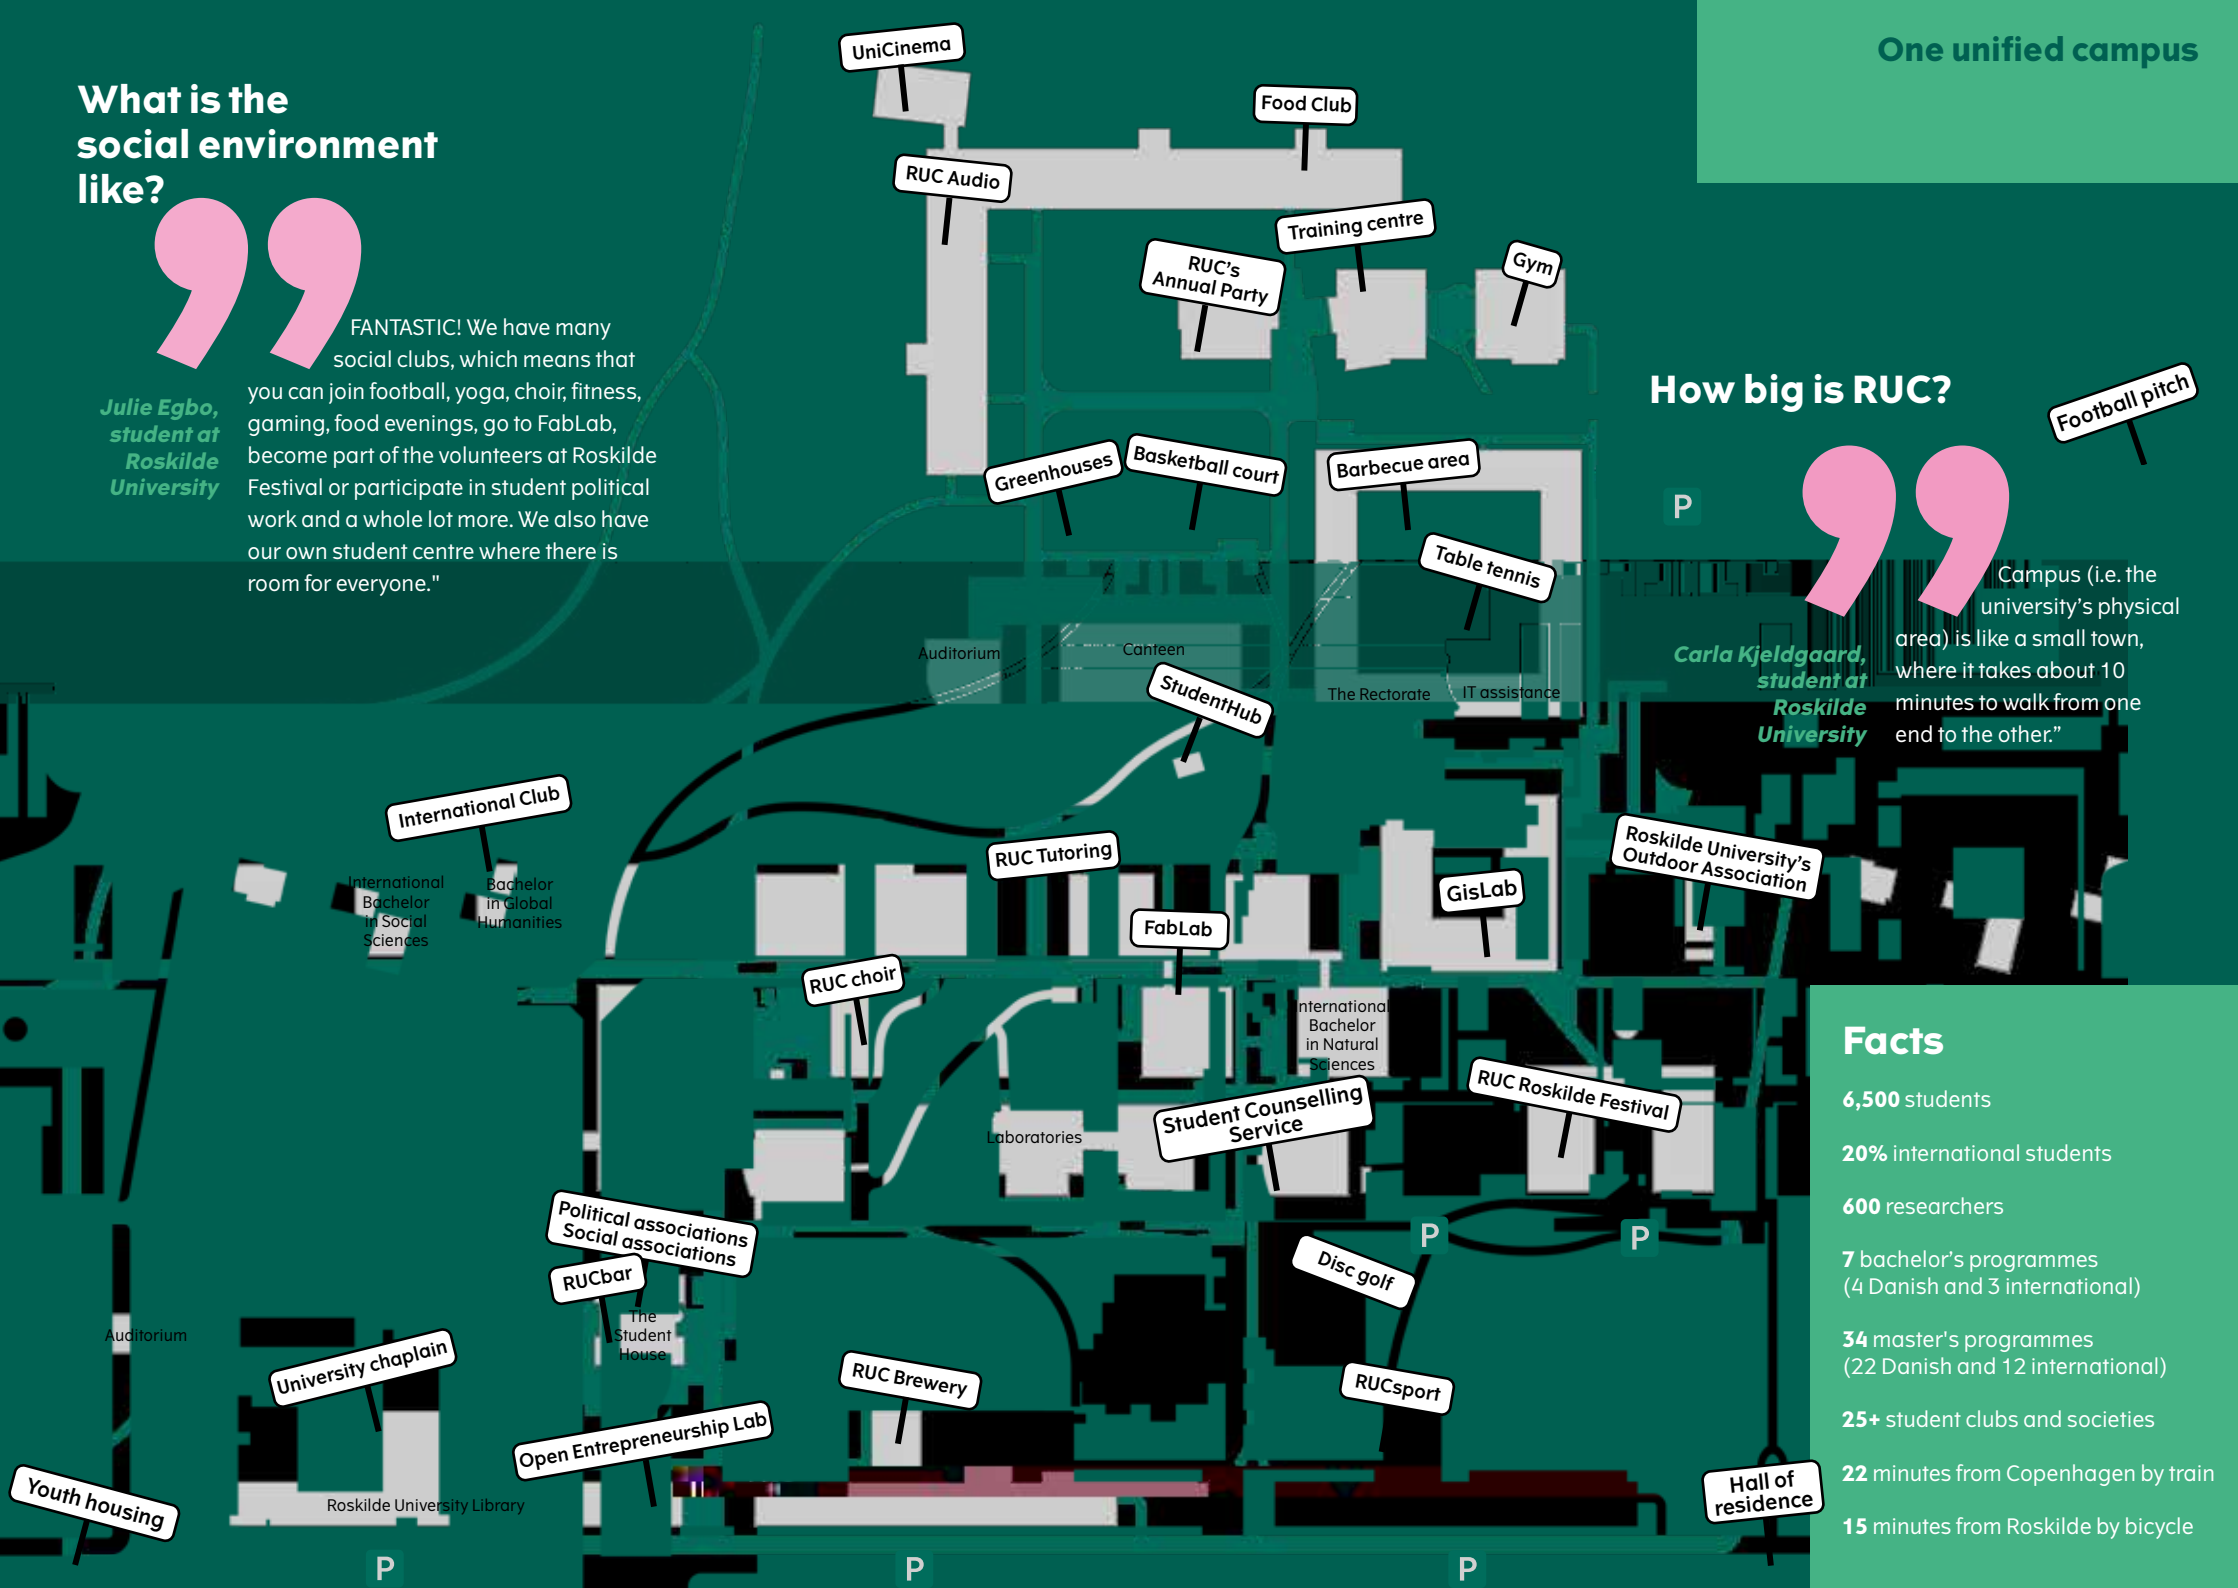 One unified campus
What is the
social environment
like?
FANTASTIC! We have many
social clubs, which means that
you can join football, yoga, choir, fitness,
gaming, food evenings, go to FabLab,
become part of the volunteers at Roskilde
Festival or participate in student political
work and a whole lot more. We also have
our own student centre where there is
room for everyone."
Julie Egbo,
student at
Roskilde
University
UniCinema
Food Club
RUC Audio
Training centre
RUC's
Annual Party
Gym
How big is RUC?
Football pitch
Campus (i.e. the
university's physical
area) is like a small town,
where it takes about 10
minutes to walk from one
end to the other.”
Carla Kjeldgaard,
student at
Roskilde
University
Greenhouses
Basketball court
Barbecue area
P
Table tennis
Auditorium
Canteen
StudentHub
The Rectorate
IT assistance
International Club
International
Bachelor
in Social
Sciences
Bachelor
in Global
Humanities
RUC Tutoring
GisLab
Roskilde University's
Outdoor Association
FabLab
RUC choir
International
Bachelor
in Natural
Sciences
Laboratories
Student Counselling
Service
RUC Roskilde Festival
Political associations
Social associations
RUCbar
The
Student
House
P
P
Disc golf
Auditorium
University chaplain
RUC Brewery
RUCsport
Open Entrepreneurship Lab
Youth housing
Roskilde University Library
Hall of
residence
P
P
P
Facts
6,500 students
20% international students
600 researchers
7 bachelor's programmes
(4 Danish and 3 international)
34 master's programmes
(22 Danish and 12 international)
25+ student clubs and societies
22 minutes from Copenhagen by train
15 minutes from Roskilde by bicycle